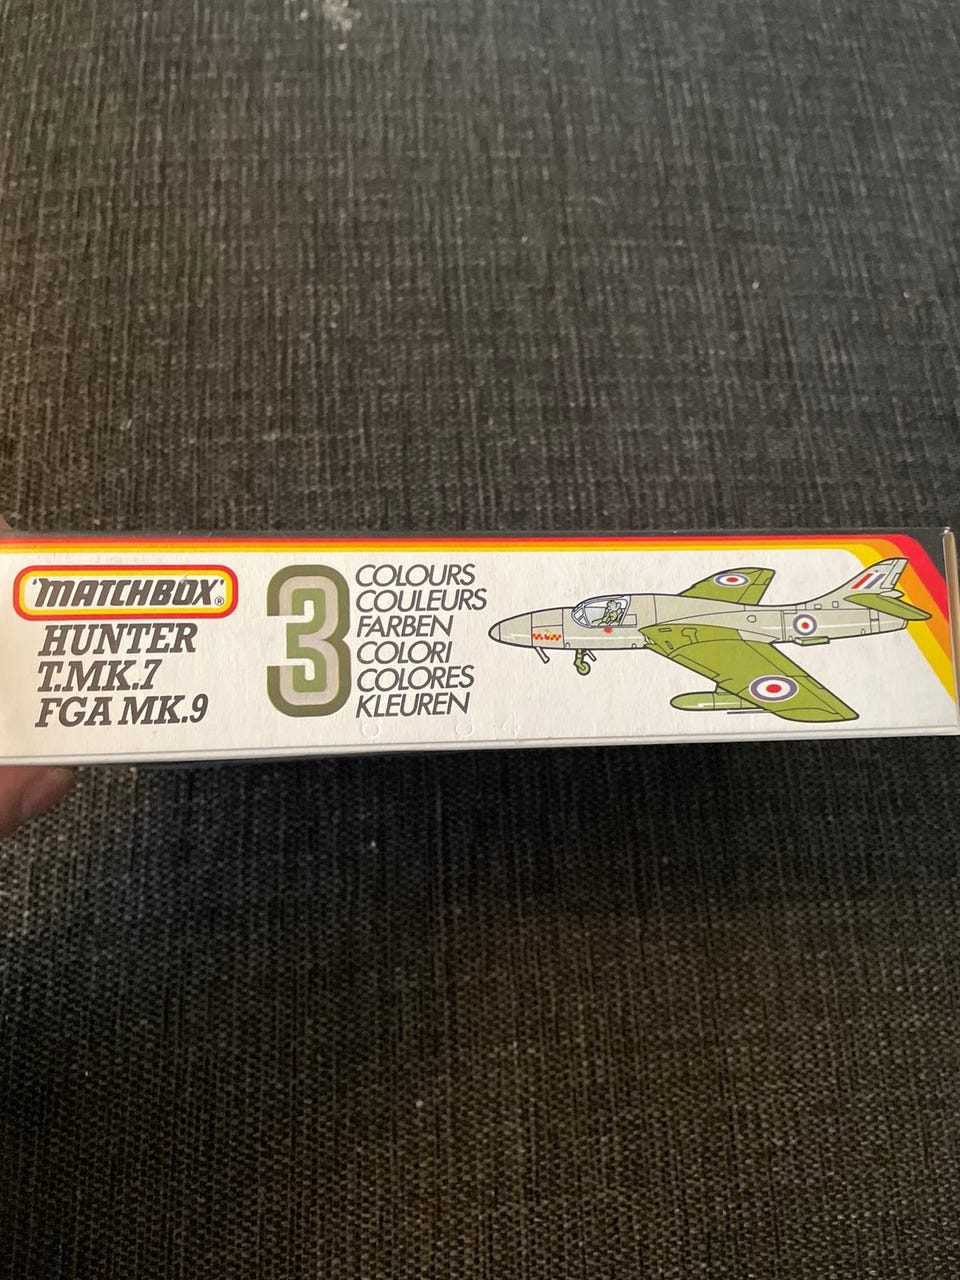 'MATCHBOX'®
HUNTER
T.MK.7
FGA MK.9
3
COLOURS
COULEURS
FARBEN
COLORI
COLORES
KLEUREN